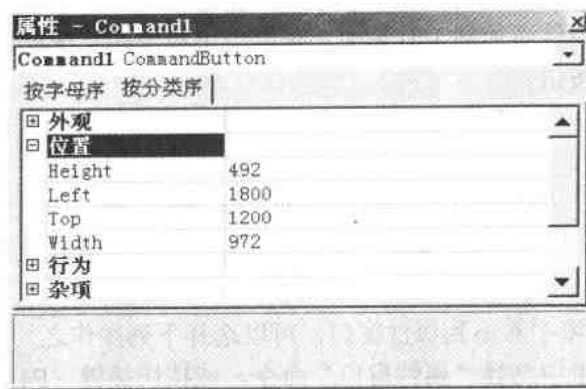 属性 - Command1
Command1 CommandButton
按字母序 按分类序
外观
位置
Height 492
Left 1800
Top 1200
Width 972
行为
杂项